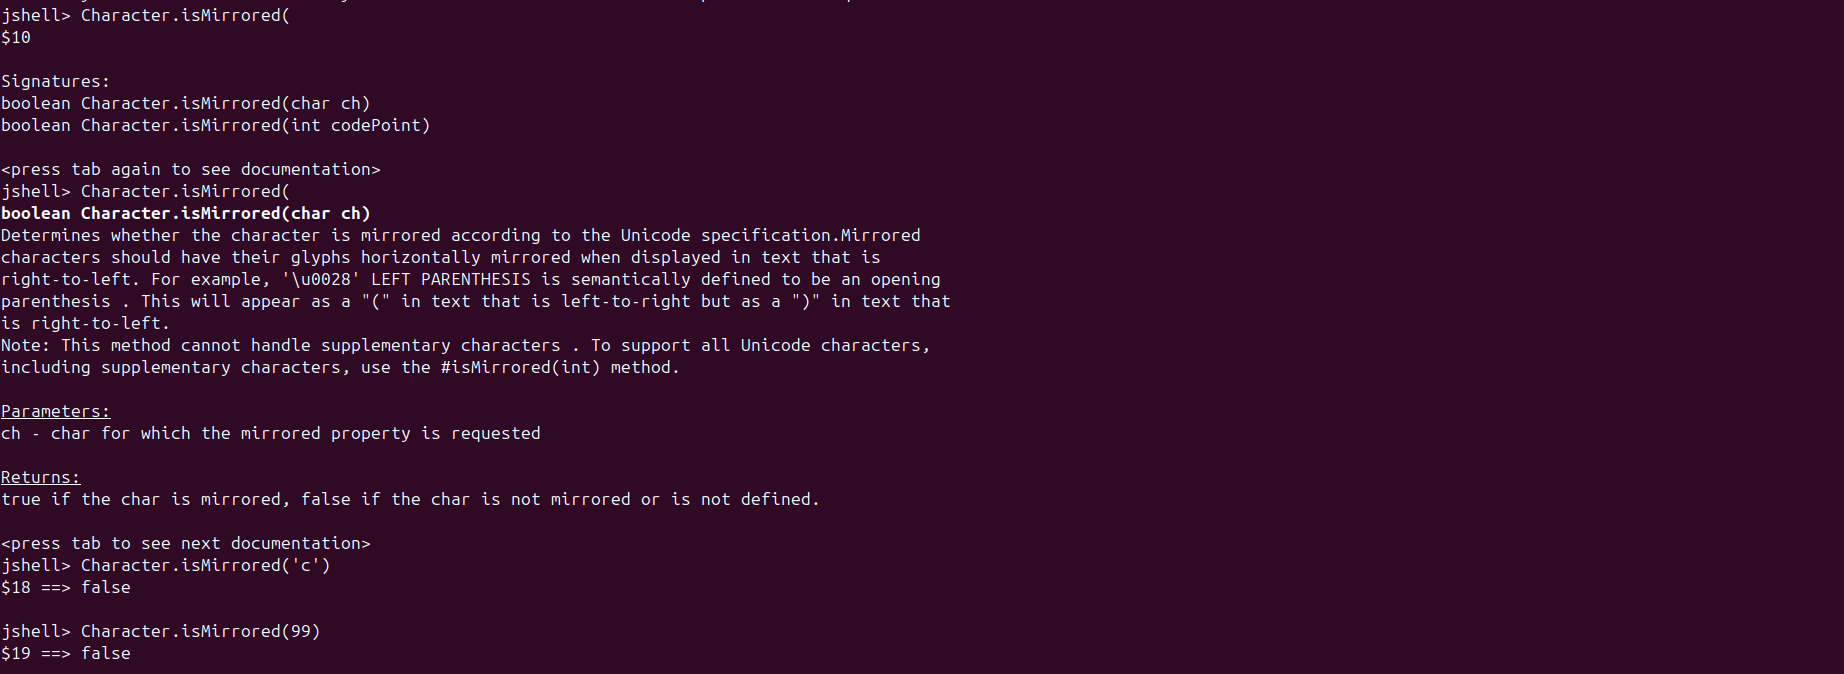 jshell> Character.isMirrored(
$10
Signatures:
boolean Character.isMirrored(char ch)
boolean Character.isMirrored(int codePoint)
<press tab again to see documentation>
jshell> Character.isMirrored(
boolean Character.isMirrored(char ch)
Determines whether the character is mirrored according to the Unicode specification.Mirrored
characters should have their glyphs horizontally mirrored when displayed in text that is
right-to-left. For example, '\u0028' LEFT PARENTHESIS is semantically defined to be an opening
parenthesis . This will appear as a "(" in text that is left-to-right but as a ")" in text that
is right-to-left.
Note: This method cannot handle supplementary characters . To support all Unicode characters,
including supplementary characters, use the #isMirrored(int) method.
Parameters:
ch - char for which the mirrored property is requested
Returns:
true if the char is mirrored, false if the char is not mirrored or is not defined.
<press tab to see next documentation>
jshell> Character.isMirrored('c')
$18 ==> false
jshell> Character.isMirrored(99)
$19 ==> false